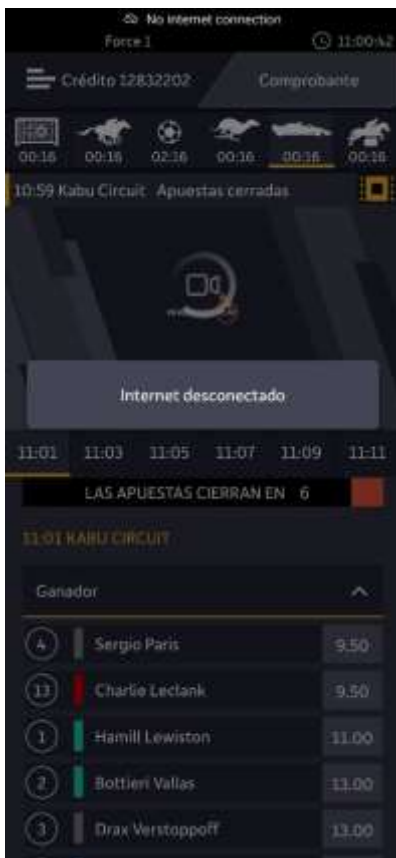 No internet connection
Force 1 11:00:42
Crédito 12832202 Comprobante
00:16 00:16 02:16 00:16 00:16 00:16
10:59 Kabu Circuit Apuestas cerradas
Internet desconectado
11:01 11:03 11:05 11:07 11:09 11:11
LAS APUESTAS CIERRAN EN 6
11:01 KABU CIRCUIT
Ganador
4 Sergio Paris 9.50
13 Charlie Leclank 9.50
1 Hamill Lewiston 11.00
2 Bottieri Vallas 13.00
3 Drax Verstoppoff 13.00